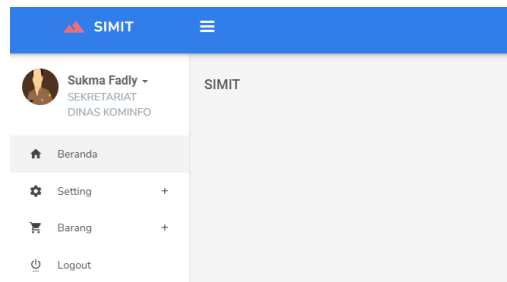 SIMIT
Sukma Fadly
SEKRETARIAT
DINAS KOMINFO
SIMIT
Beranda
Setting +
Barang +
Logout